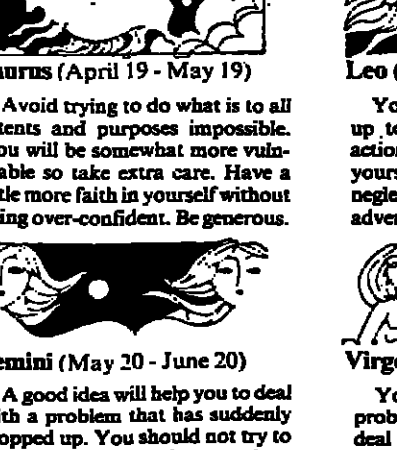 urus (April 19 - May 19)
Avoid trying to do what is to all
tents and purposes impossible.
ou will be somewhat more vuln-
able so take extra care. Have a
tle more faith in yourself without
ing over-confident. Be generous.
emini (May 20 - June 20)
A good idea will help you to deal
ith a problem that has suddenly
opped up. You should not try to
Leo (
Yo
up te
action
yours
negle
adver
Virg
Yo
prob
deal